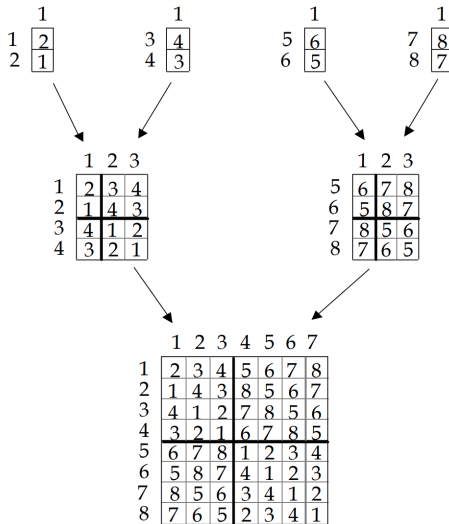 1 1 1 1
1 2 3 4 5 6 7 8
2 1 4 3 6 5 8 7
1 2 3 1 2 3
1 2 3 4 5 6 7 8
2 1 4 3 6 5 8 7
3 4 1 2 7 8 5 6
4 3 2 1 8 7 6 5
1 2 3 4 5 6 7
1 2 3 4 5 6 7 8
2 1 4 3 8 5 6 7
3 4 1 2 7 8 5 6
4 3 2 1 6 7 8 5
5 6 7 8 1 2 3 4
6 5 8 7 4 1 2 3
7 8 5 6 3 4 1 2
8 7 6 5 2 3 4 1